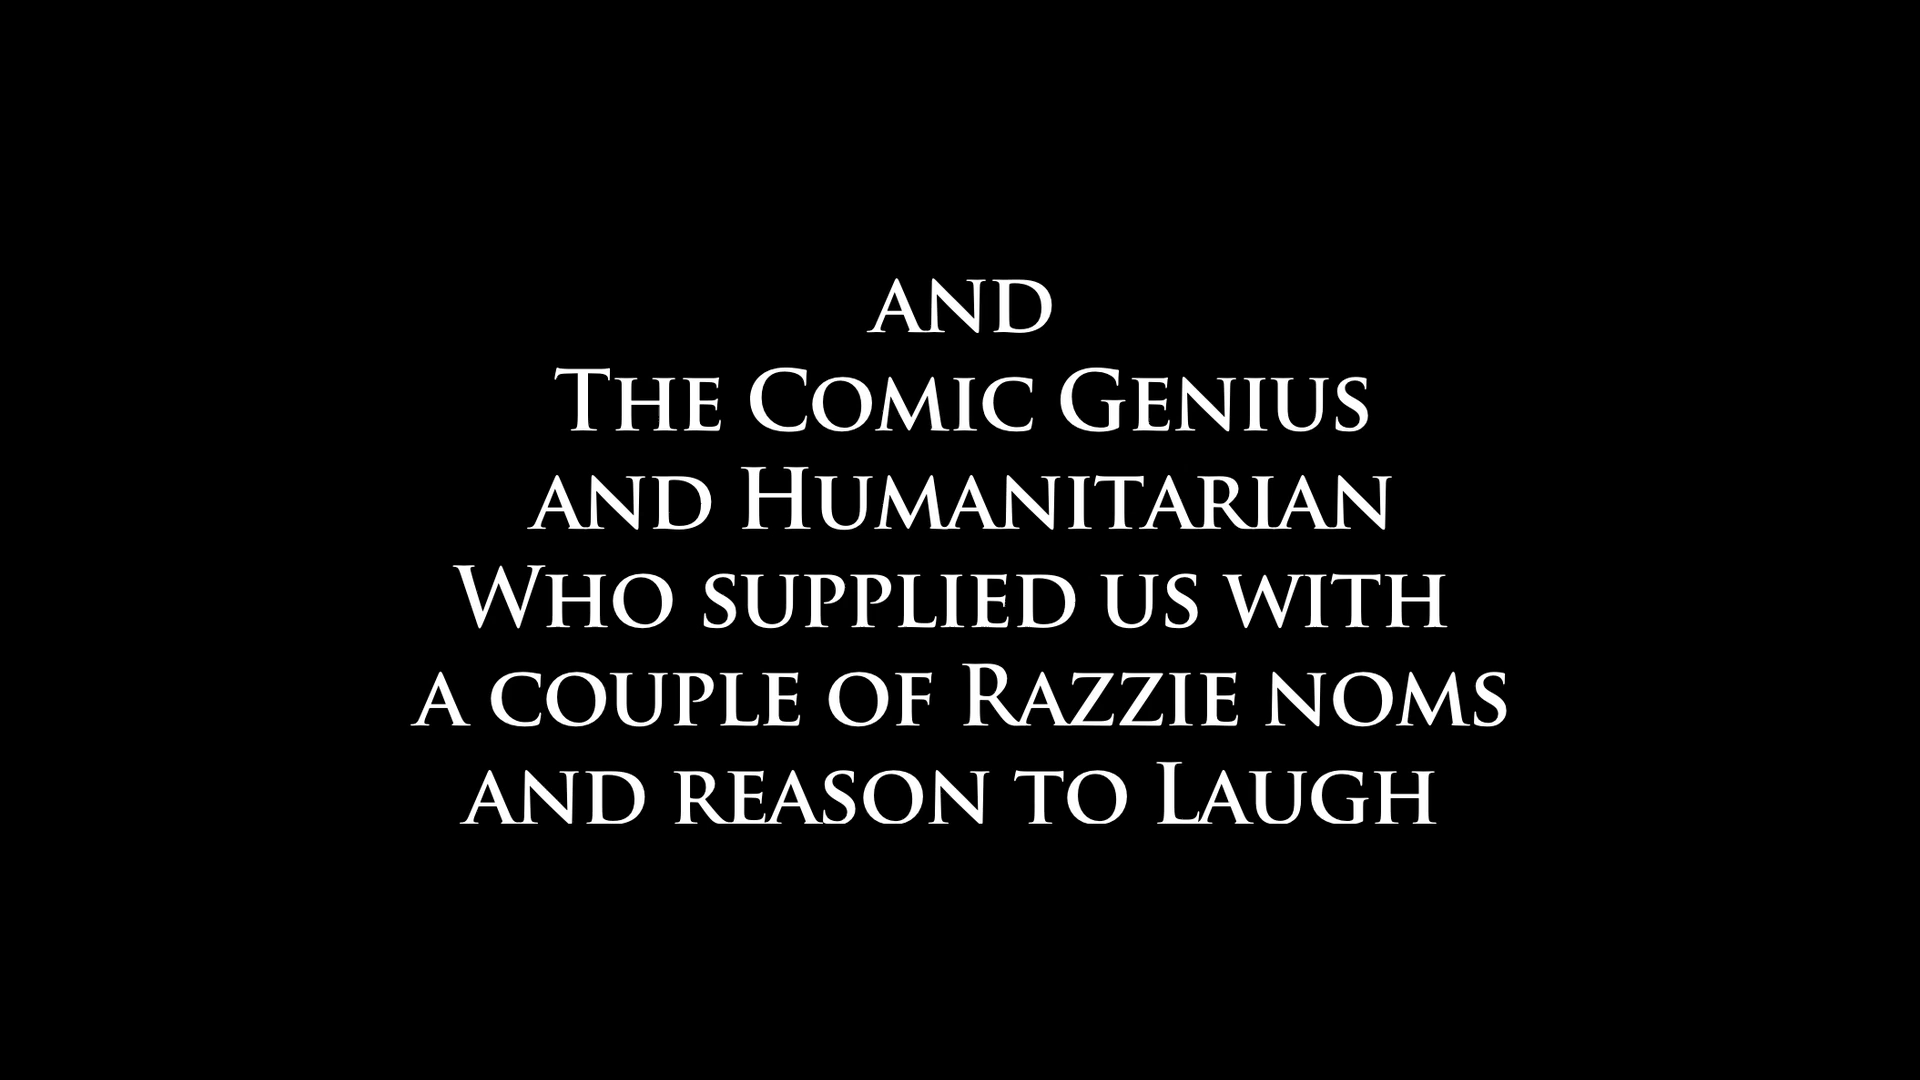 and
The Comic Genius
and Humanitarian
Who supplied us with
a couple of Razzie noms
and reason to Laugh